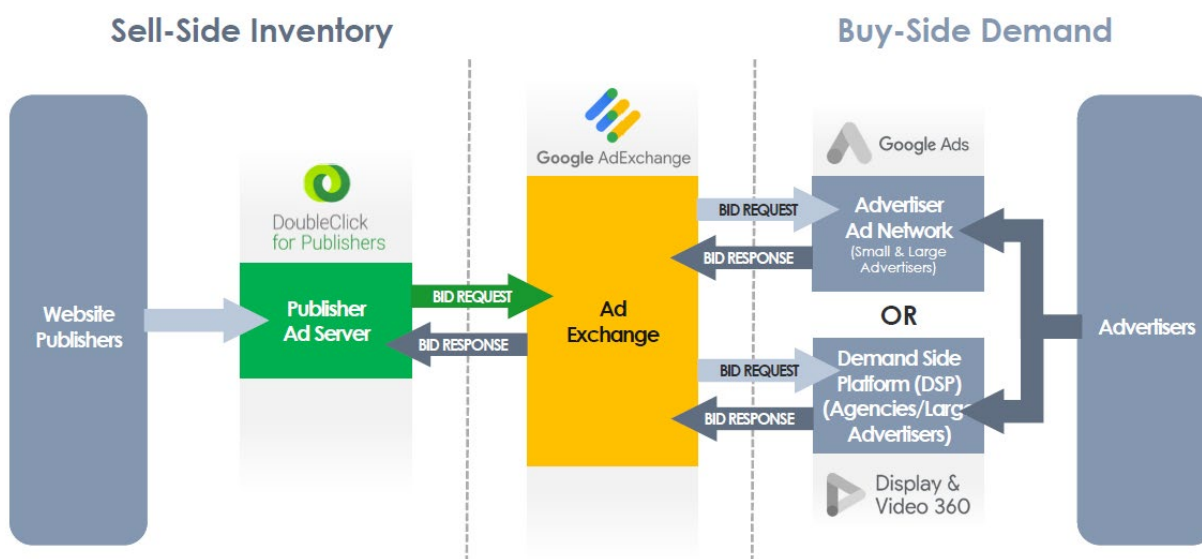 Sell-Side Inventory
Buy-Side Demand
Website
Publishers
DoubleClick
for Publishers
Publisher
Ad Server
BID REQUEST
BID RESPONSE
Google AdExchange
Ad
Exchange
BID REQUEST
BID RESPONSE
BID REQUEST
BID RESPONSE
Google Ads
Advertiser
Ad Network
(Small & Large
Advertisers)
OR
Demand Side
Platform (DSP)
(Agencies/Large
Advertisers)
Display &
Video 360
Advertisers